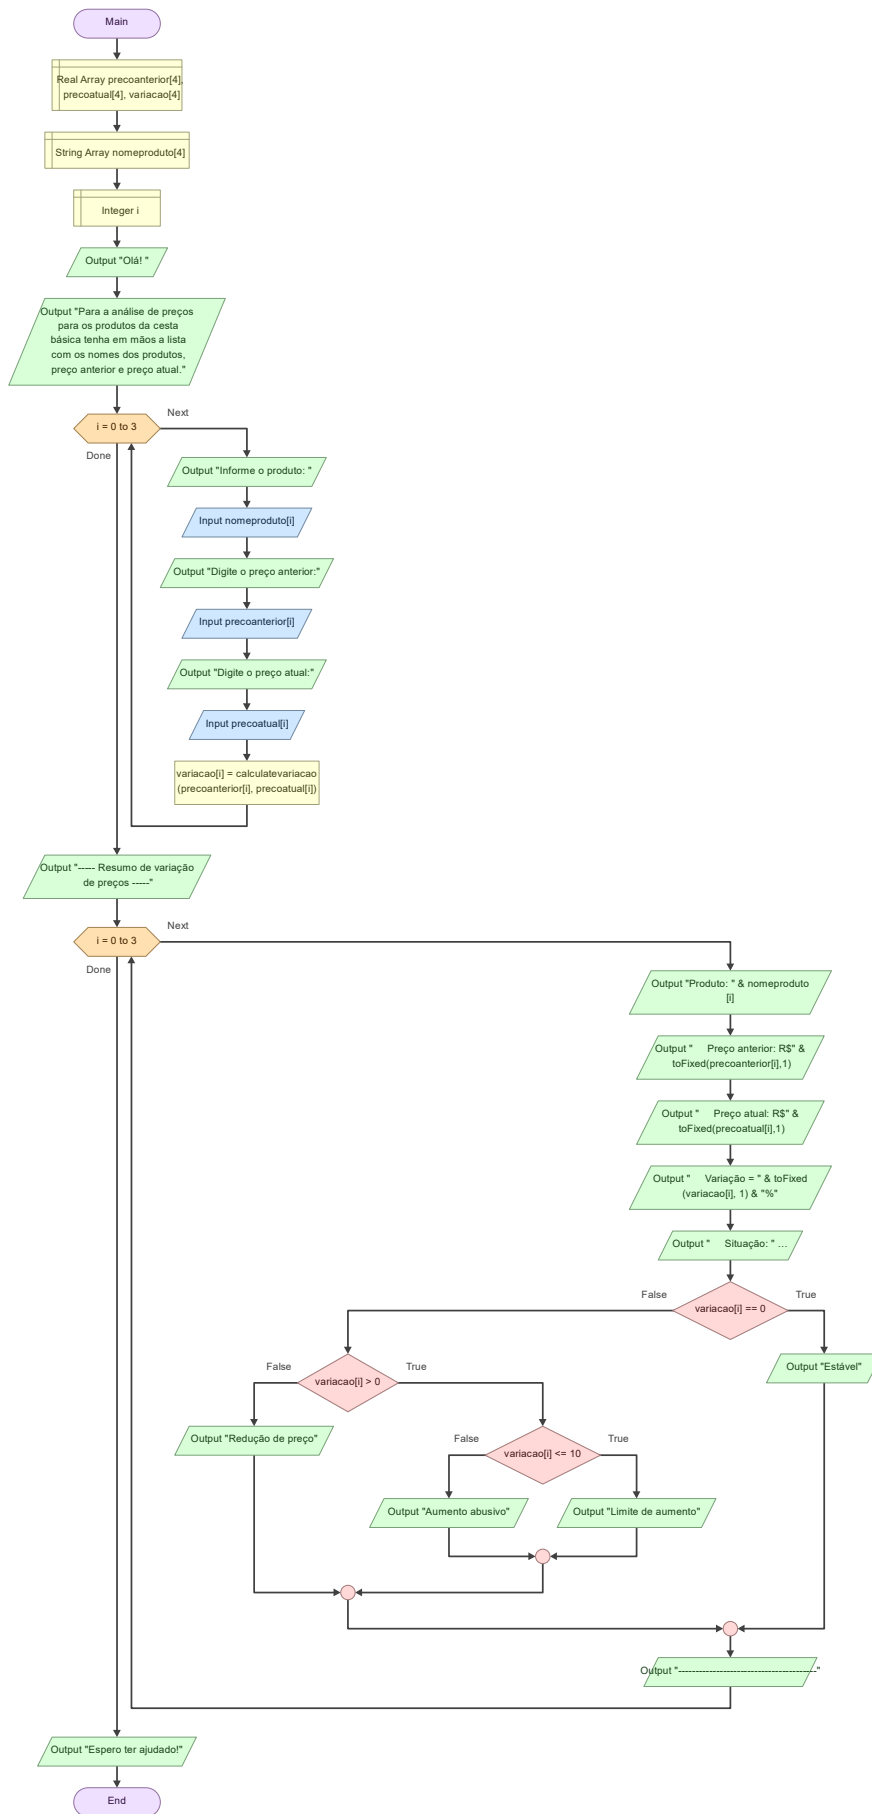 Main
Real Array precoanterior[4],
precoatual[4], variacao[4]
String Array nomeproduto[4]
Integer i
Output "Olá! "
Output "Para a análise de preços
para os produtos da cesta
básica tenha em mãos a lista
com os nomes dos produtos,
preço anterior e preço atual."
Next
i = 0 to 3
Done
Output "Informe o produto: "
Input nomeproduto[i]
Output "Digite o preço anterior:"
Input precoanterior[i]
Output "Digite o preço atual:"
Input precoatual[i]
variacao[i] = calculatevariacao
(precoanterior[i], precoatual[i])
Output "----- Resumo de variação
de preços -----"
Next
i = 0 to 3
Done
Output "Produto: " & nomeproduto
[i]
Output "     Preço anterior: R$" &
toFixed(precoanterior[i],1)
Output "     Preço atual: R$" &
toFixed(precoatual[i],1)
Output "     Variação = " & toFixed
(variacao[i], 1) & "%"
Output "     Situação: " ...
False
True
variacao[i] == 0
Output "Estável"
False
True
variacao[i] > 0
Output "Redução de preço"
False
True
variacao[i] <= 10
Output "Aumento abusivo"
Output "Limite de aumento"
Output "----------------------------------------"
Output "Espero ter ajudado!"
End